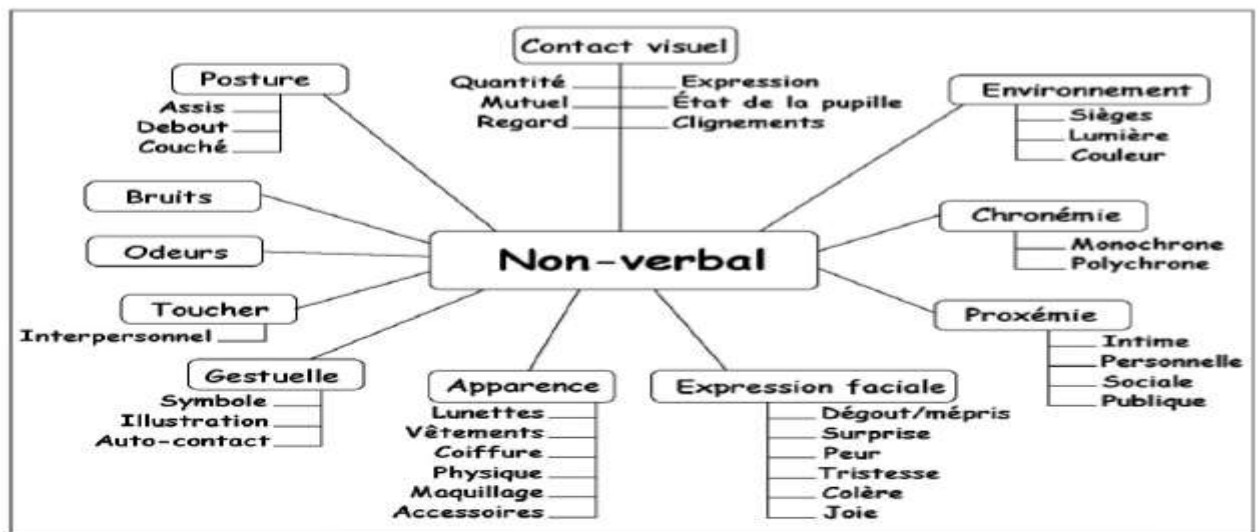 Contact visuel
Quantité
Mutuel
Regard
Expression
État de la pupille
Clignements
Posture
Assis
Debout
Couché
Environnement
Sièges
Lumière
Couleur
Bruits
Odeurs
Non-verbal
Chronémie
Monochrone
Polychrone
Toucher
Interpersonnel
Proxémie
Intime
Personnelle
Sociale
Publique
Gestuelle
Symbole
Illustration
Auto-contact
Apparence
Lunettes
Vêtements
Coiffure
Physique
Maquillage
Accessoires
Expression faciale
Dégout/mépris
Surprise
Peur
Tristesse
Colère
Joie